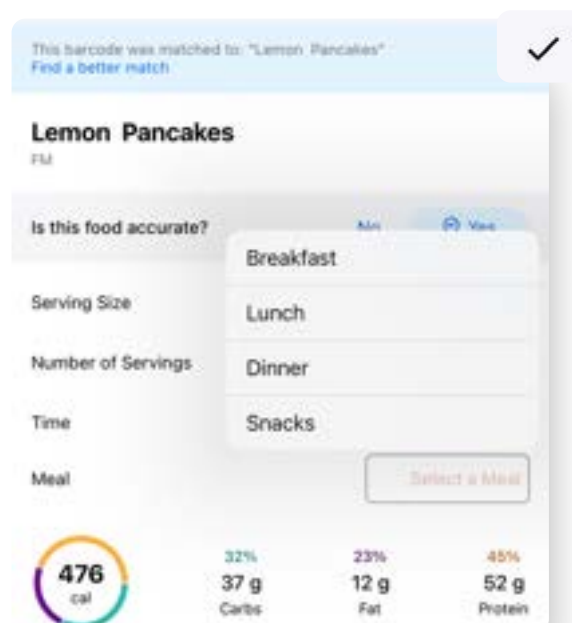 This barcode was matched to: "Lemon Pancakes"
Find a better match
Lemon Pancakes
FM
Is this food accurate?
No
Yes
Breakfast
Serving Size
Lunch
Number of Servings
Dinner
Time
Snacks
Meal
Select a Meal
476
cal
32%
23%
45%
37 g
12 g
52 g
Carbs
Fat
Protein